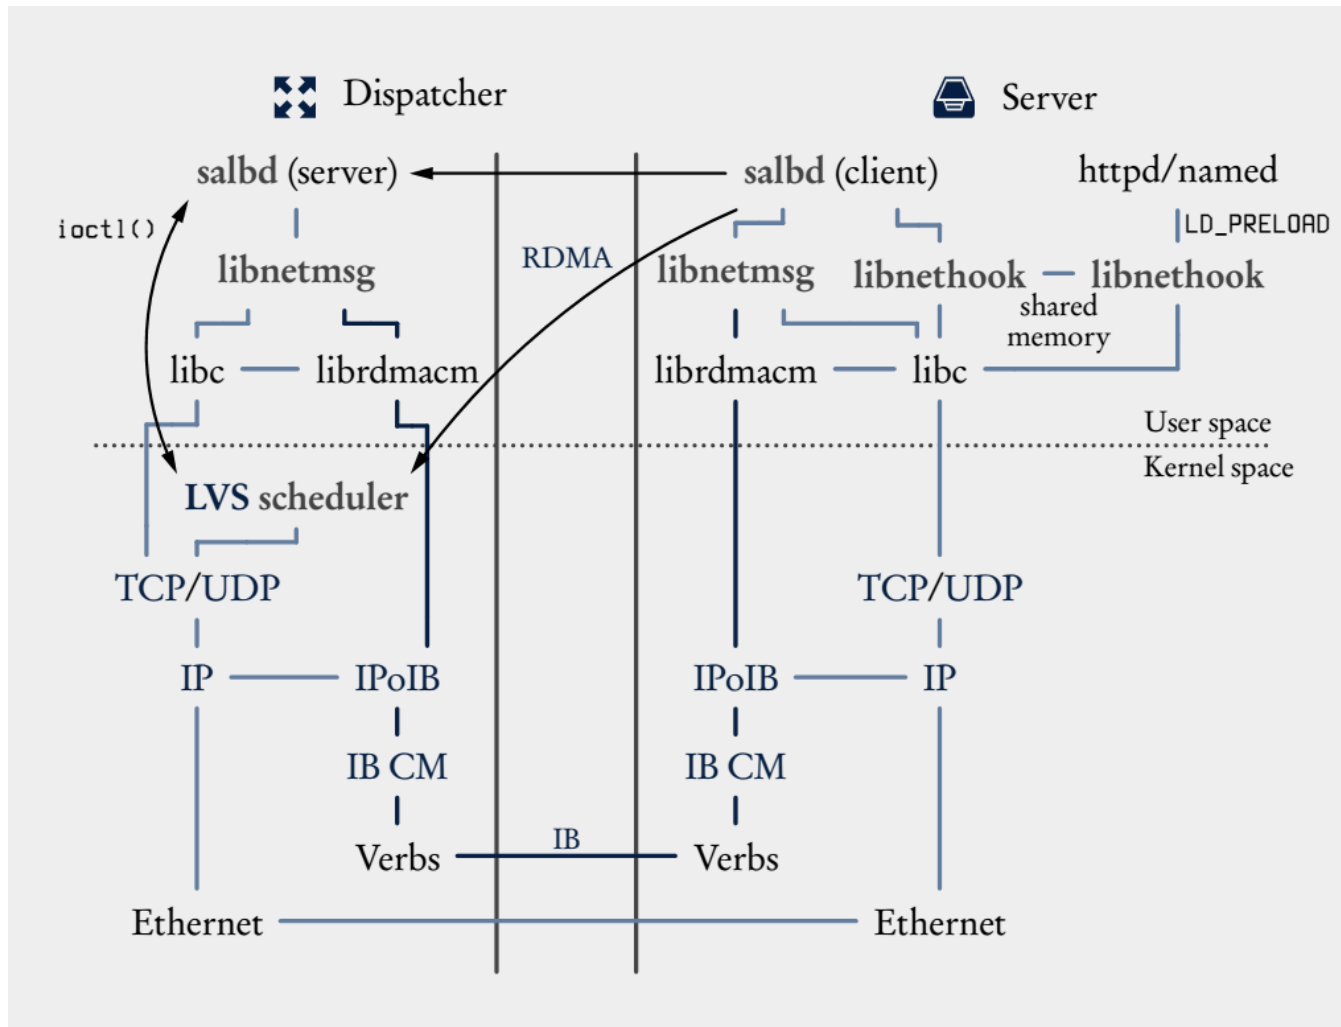 Dispatcher
Server
salbd (server)
salbd (client)
httpd/named
ioctl()
LD_PRELOAD
RDMA
libnetmsg
libnetmsg
libnethook
libnethook
shared
memory
libc
librdmacm
librdmacm
libc
User space
Kernel space
LVS scheduler
TCP/UDP
TCP/UDP
IP
IPoIB
IPoIB
IP
IB CM
IB CM
IB
Verbs
Verbs
Ethernet
Ethernet